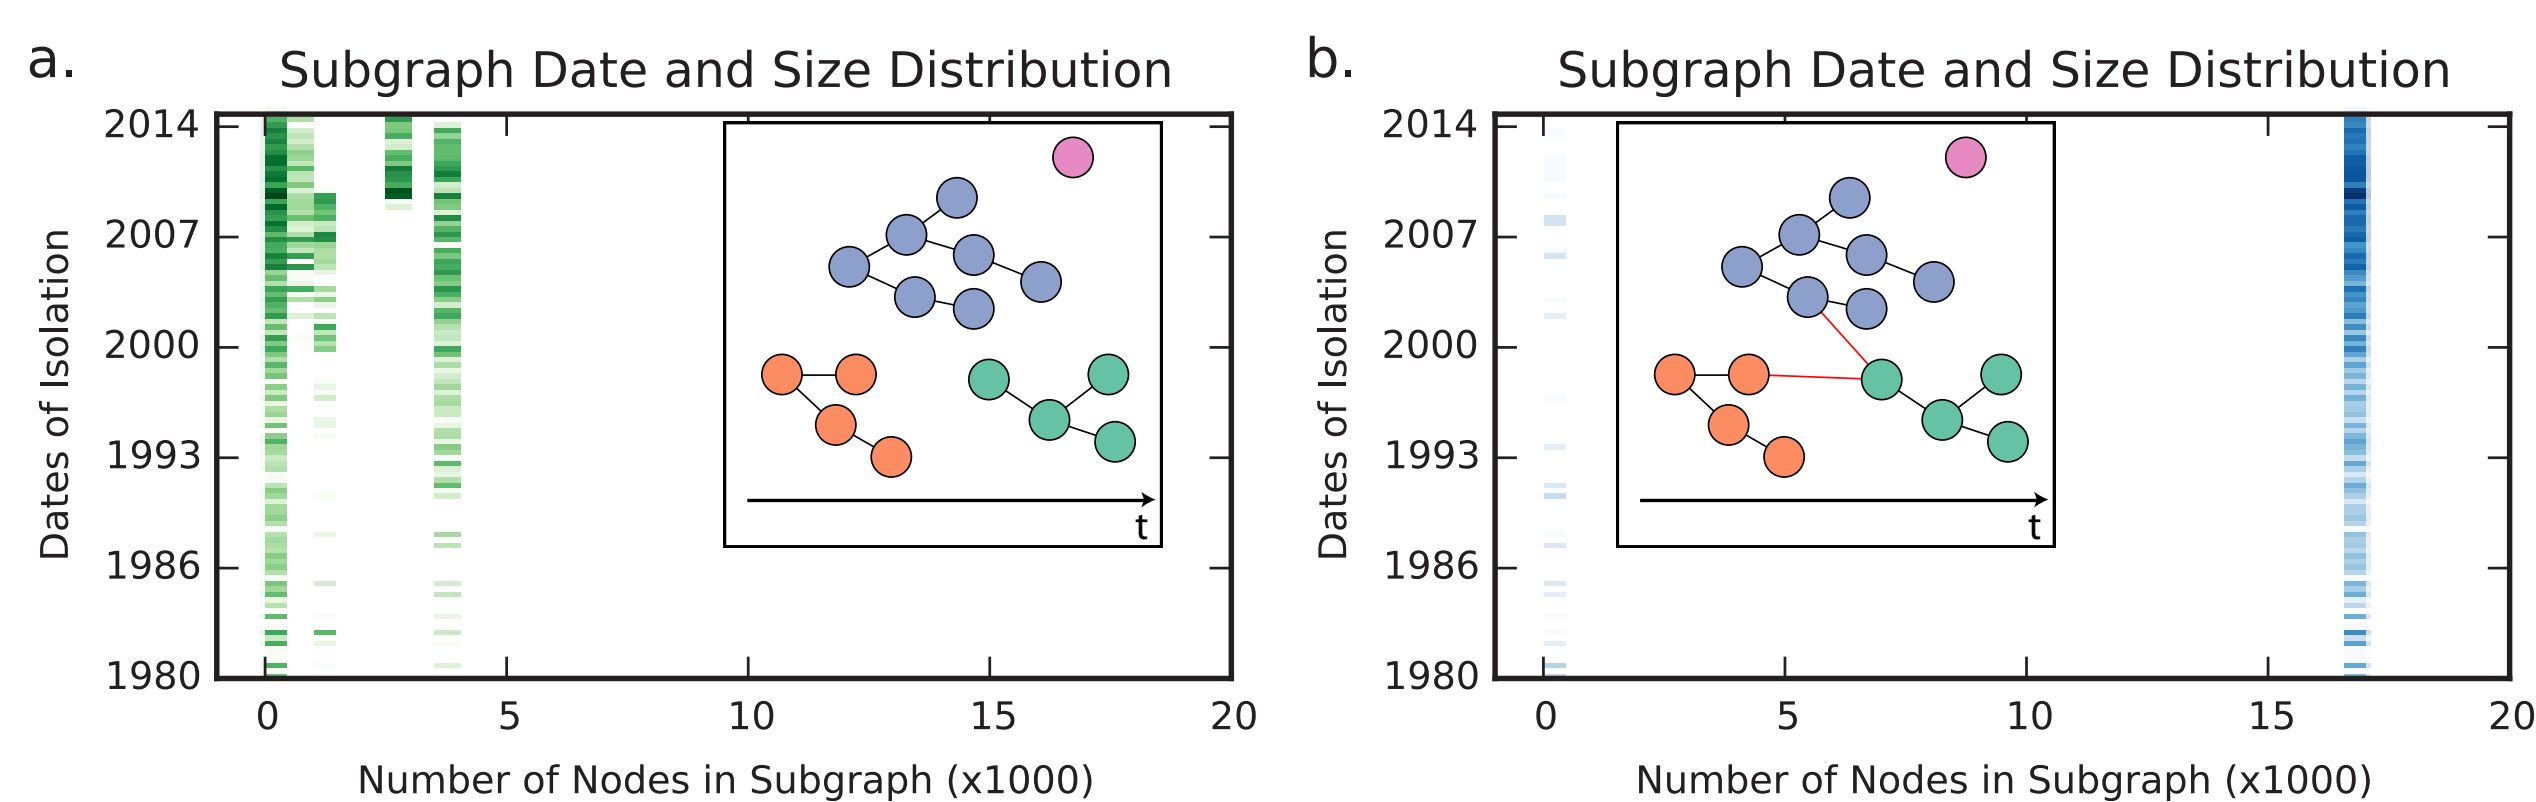 a.
Subgraph Date and Size Distribution
2014
2007
2000
1993
1986
1980
Dates of Isolation
t
0 5 10 15 20
Number of Nodes in Subgraph (x1000)
b.
Subgraph Date and Size Distribution
2014
2007
2000
1993
1986
1980
Dates of Isolation
t
0 5 10 15 20
Number of Nodes in Subgraph (x1000)